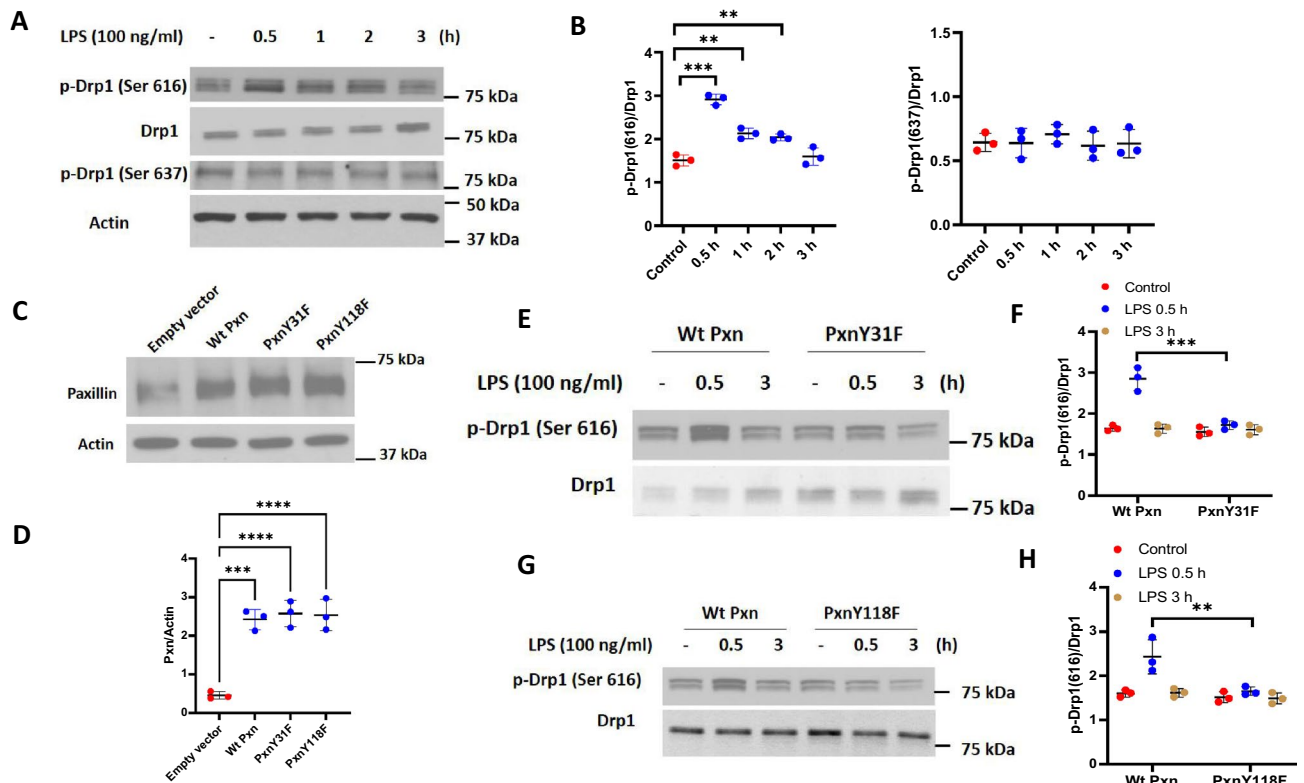 A
LPS (100 ng/ml) - 0.5 1 2 3 (h)
p-Drp1 (Ser 616)
75 kDa
Drp1
75 kDa
p-Drp1 (Ser 637)
75 kDa
50 kDa
Actin
37 kDa
B
**
**
***
p-Drp1(616)/Drp1
4
3
2
1
0
Control 0.5 h 1 h 2 h 3 h
p-Drp1(637)/Drp1
1.5
1.0
0.5
0.0
Control 0.5 h 1 h 2 h 3 h
C
Empty vector Wt Pxn PxnY31F PxnY118F
75 kDa
Paxillin
Actin
37 kDa
D
****
****
***
Pxn/Actin
4
3
2
1
0
Empty vector Wt Pxn PxnY31F PxnY118F
E
Wt Pxn PxnY31F
LPS (100 ng/ml) - 0.5 3 - 0.5 3 (h)
p-Drp1 (Ser 616)
75 kDa
Drp1
75 kDa
F
Control
LPS 0.5 h
LPS 3 h
***
p-Drp1(616)/Drp1
4
3
2
1
0
Wt Pxn PxnY31F
G
Wt Pxn PxnY118F
LPS (100 ng/ml) - 0.5 3 - 0.5 3 (h)
p-Drp1 (Ser 616)
75 kDa
Drp1
75 kDa
H
Control
LPS 0.5 h
LPS 3 h
**
p-Drp1(616)/Drp1
4
3
2
1
0
Wt Pxn PxnY118F